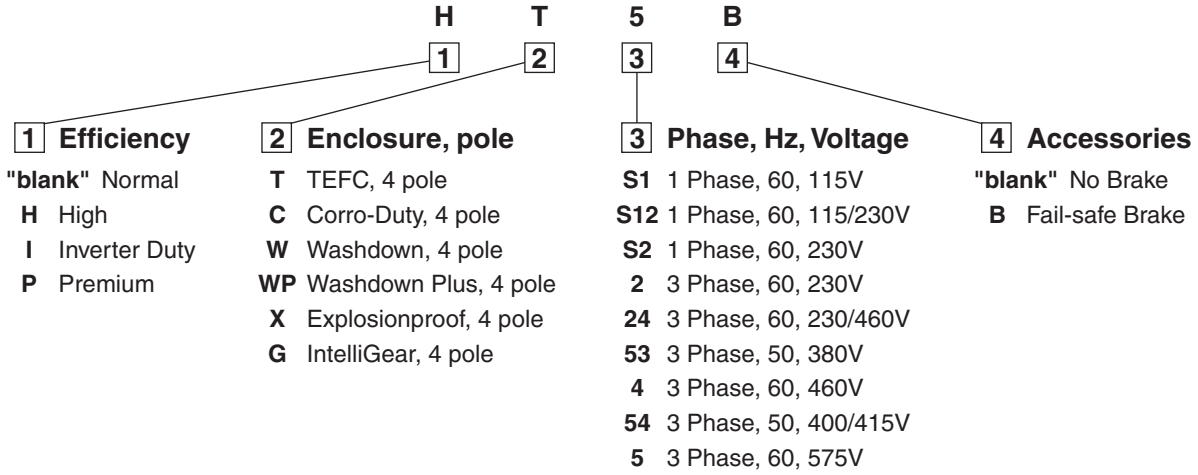 H T 5 B
1 2 3 4
1 Efficiency
"blank" Normal
H High
I Inverter Duty
P Premium
2 Enclosure, pole
T TEFC, 4 pole
C Corro-Duty, 4 pole
W Washdown, 4 pole
WP Washdown Plus, 4 pole
X Explosionproof, 4 pole
G IntelliGear, 4 pole
3 Phase, Hz, Voltage
S1 1 Phase, 60, 115V
S12 1 Phase, 60, 115/230V
S2 1 Phase, 60, 230V
2 3 Phase, 60, 230V
24 3 Phase, 60, 230/460V
53 3 Phase, 50, 380V
4 3 Phase, 60, 460V
54 3 Phase, 50, 400/415V
5 3 Phase, 60, 575V
4 Accessories
"blank" No Brake
B Fail-safe Brake